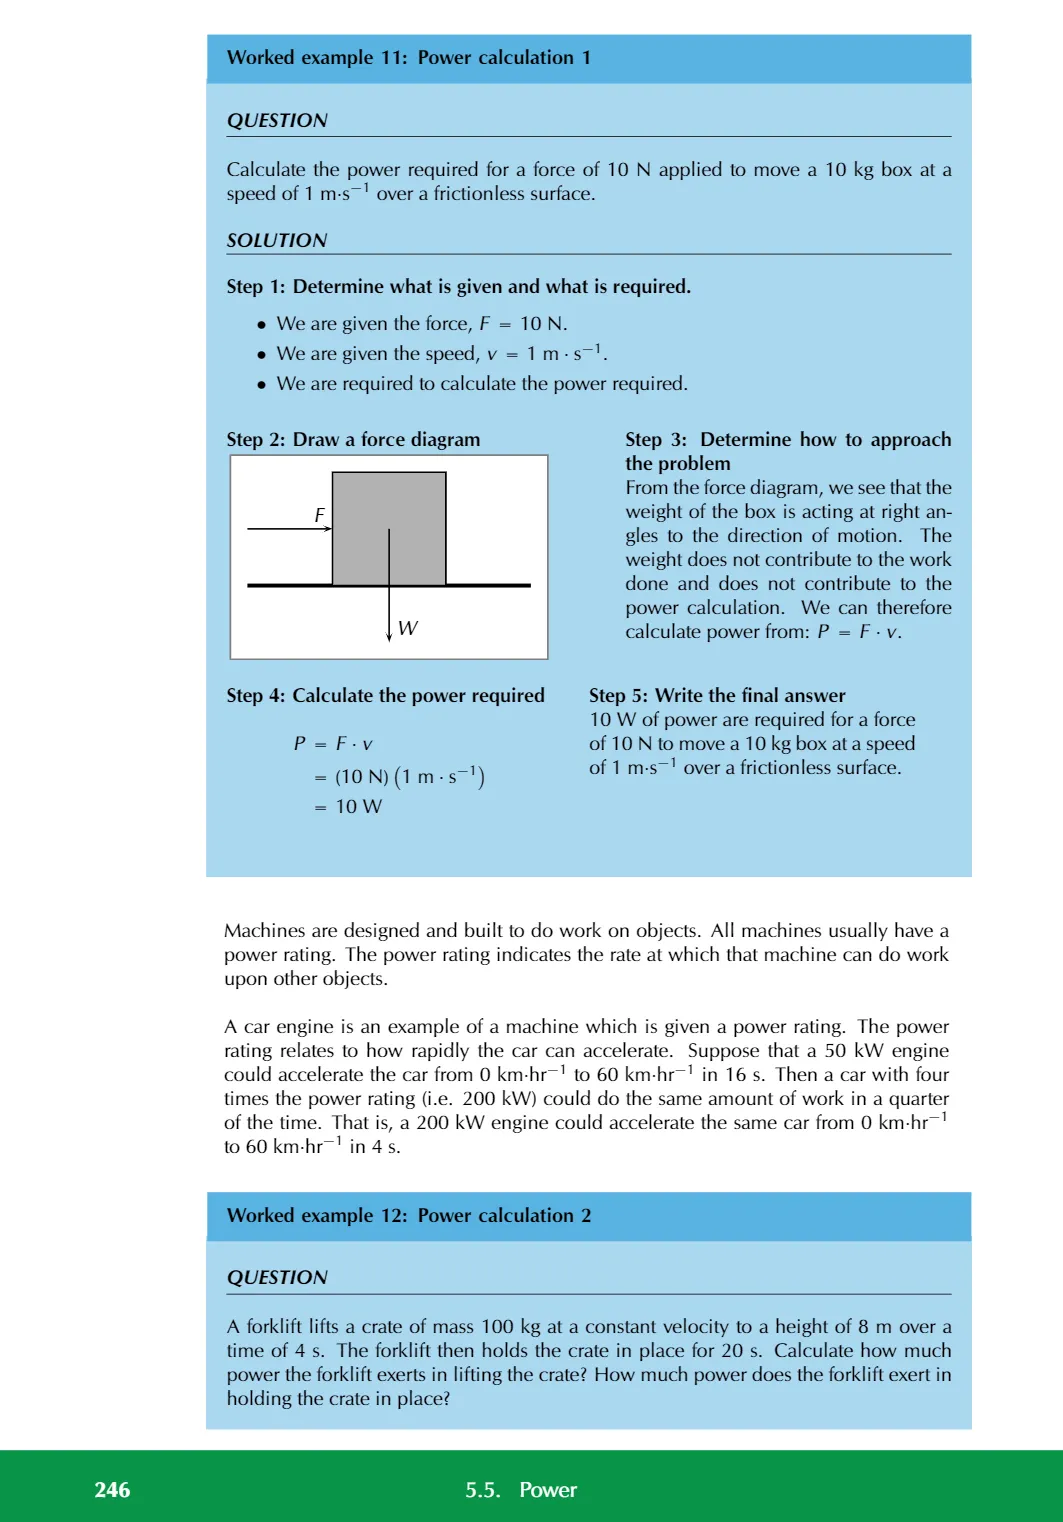 Worked example 11: Power calculation 1
QUESTION
Calculate the power required for a force of 10 N applied to move a 10 kg box at a
speed of 1 m·s⁻¹ over a frictionless surface.
SOLUTION
Step 1: Determine what is given and what is required.
• We are given the force, F = 10 N.
• We are given the speed, v = 1 m · s⁻¹.
• We are required to calculate the power required.
Step 2: Draw a force diagram
F
W
Step 3: Determine how to approach
the problem
From the force diagram, we see that the
weight of the box is acting at right an-
gles to the direction of motion. The
weight does not contribute to the work
done and does not contribute to the
power calculation. We can therefore
calculate power from: P = F · v.
Step 4: Calculate the power required
P = F · v
= (10 N) (1 m · s⁻¹)
= 10 W
Step 5: Write the final answer
10 W of power are required for a force
of 10 N to move a 10 kg box at a speed
of 1 m·s⁻¹ over a frictionless surface.
Machines are designed and built to do work on objects. All machines usually have a
power rating. The power rating indicates the rate at which that machine can do work
upon other objects.
A car engine is an example of a machine which is given a power rating. The power
rating relates to how rapidly the car can accelerate. Suppose that a 50 kW engine
could accelerate the car from 0 km·hr⁻¹ to 60 km·hr⁻¹ in 16 s. Then a car with four
times the power rating (i.e. 200 kW) could do the same amount of work in a quarter
of the time. That is, a 200 kW engine could accelerate the same car from 0 km·hr⁻¹
to 60 km·hr⁻¹ in 4 s.
Worked example 12: Power calculation 2
QUESTION
A forklift lifts a crate of mass 100 kg at a constant velocity to a height of 8 m over a
time of 4 s. The forklift then holds the crate in place for 20 s. Calculate how much
power the forklift exerts in lifting the crate? How much power does the forklift exert in
holding the crate in place?
246 5.5. Power